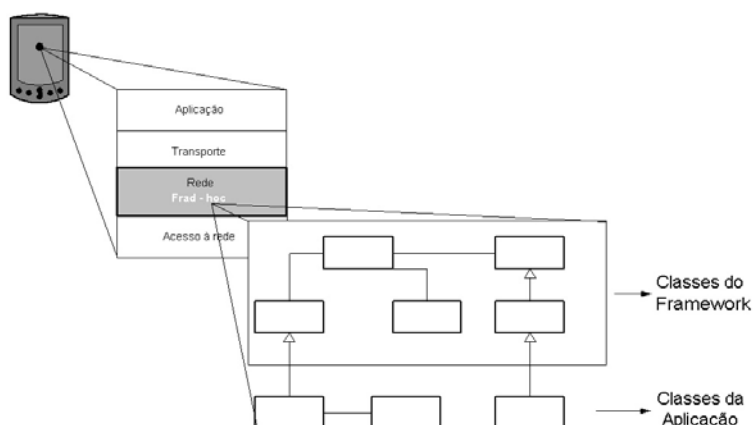 Aplicação
Transporte
Rede
Frad - hoc
Acesso à rede
Classes do
Framework
Classes da
Aplicação